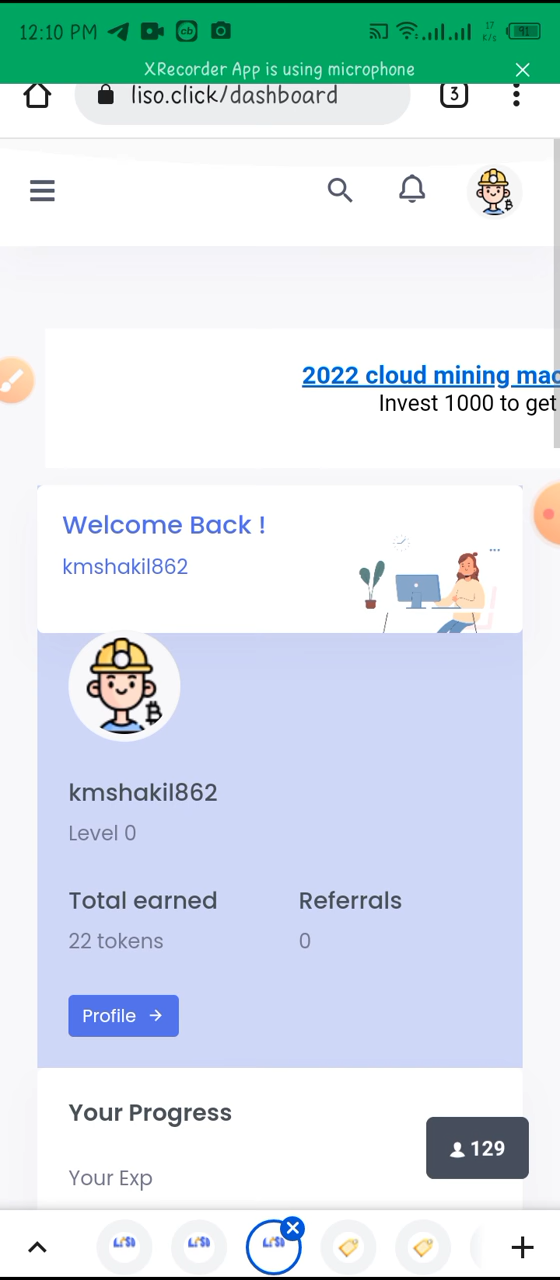 12:10 PM
17
K/s
91
XRecorder App is using microphone
liso.click/dashboard
3
2022 cloud mining mac
Invest 1000 to get
Welcome Back !
kmshakil862
kmshakil862
Level 0
Total earned
Referrals
22 tokens
0
Profile →
Your Progress
129
Your Exp